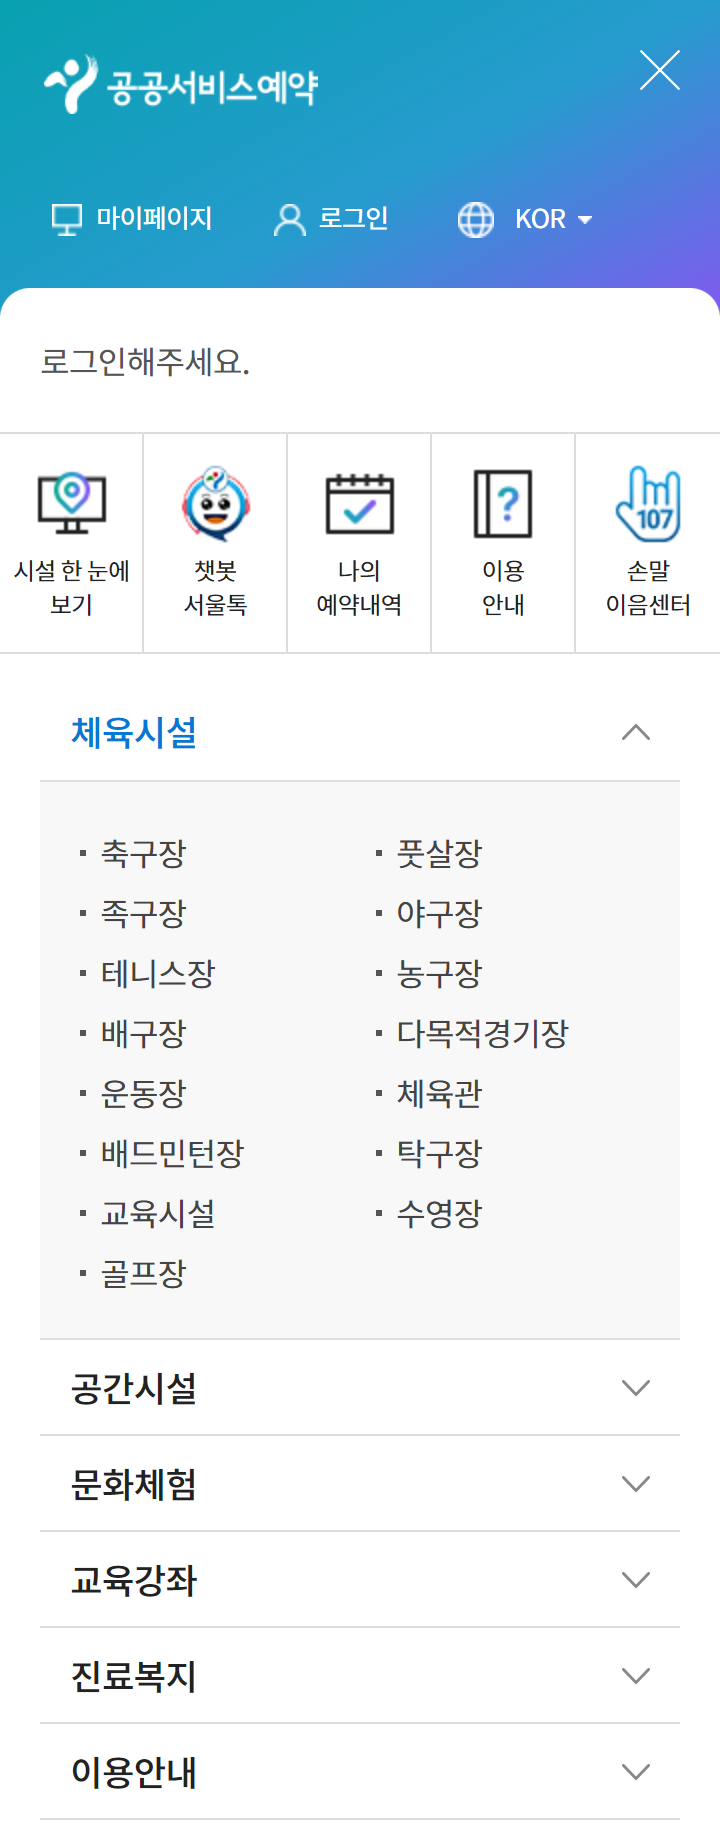 공공서비스예약
마이페이지
로그인
KOR
로그인해주세요.
시설 한 눈에
보기
챗봇
서울톡
나의
예약내역
이용
안내
107
손말
이음센터
체육시설
축구장
풋살장
족구장
야구장
테니스장
농구장
배구장
다목적경기장
운동장
체육관
배드민턴장
탁구장
교육시설
수영장
골프장
공간시설
문화체험
교육강좌
진료복지
이용안내